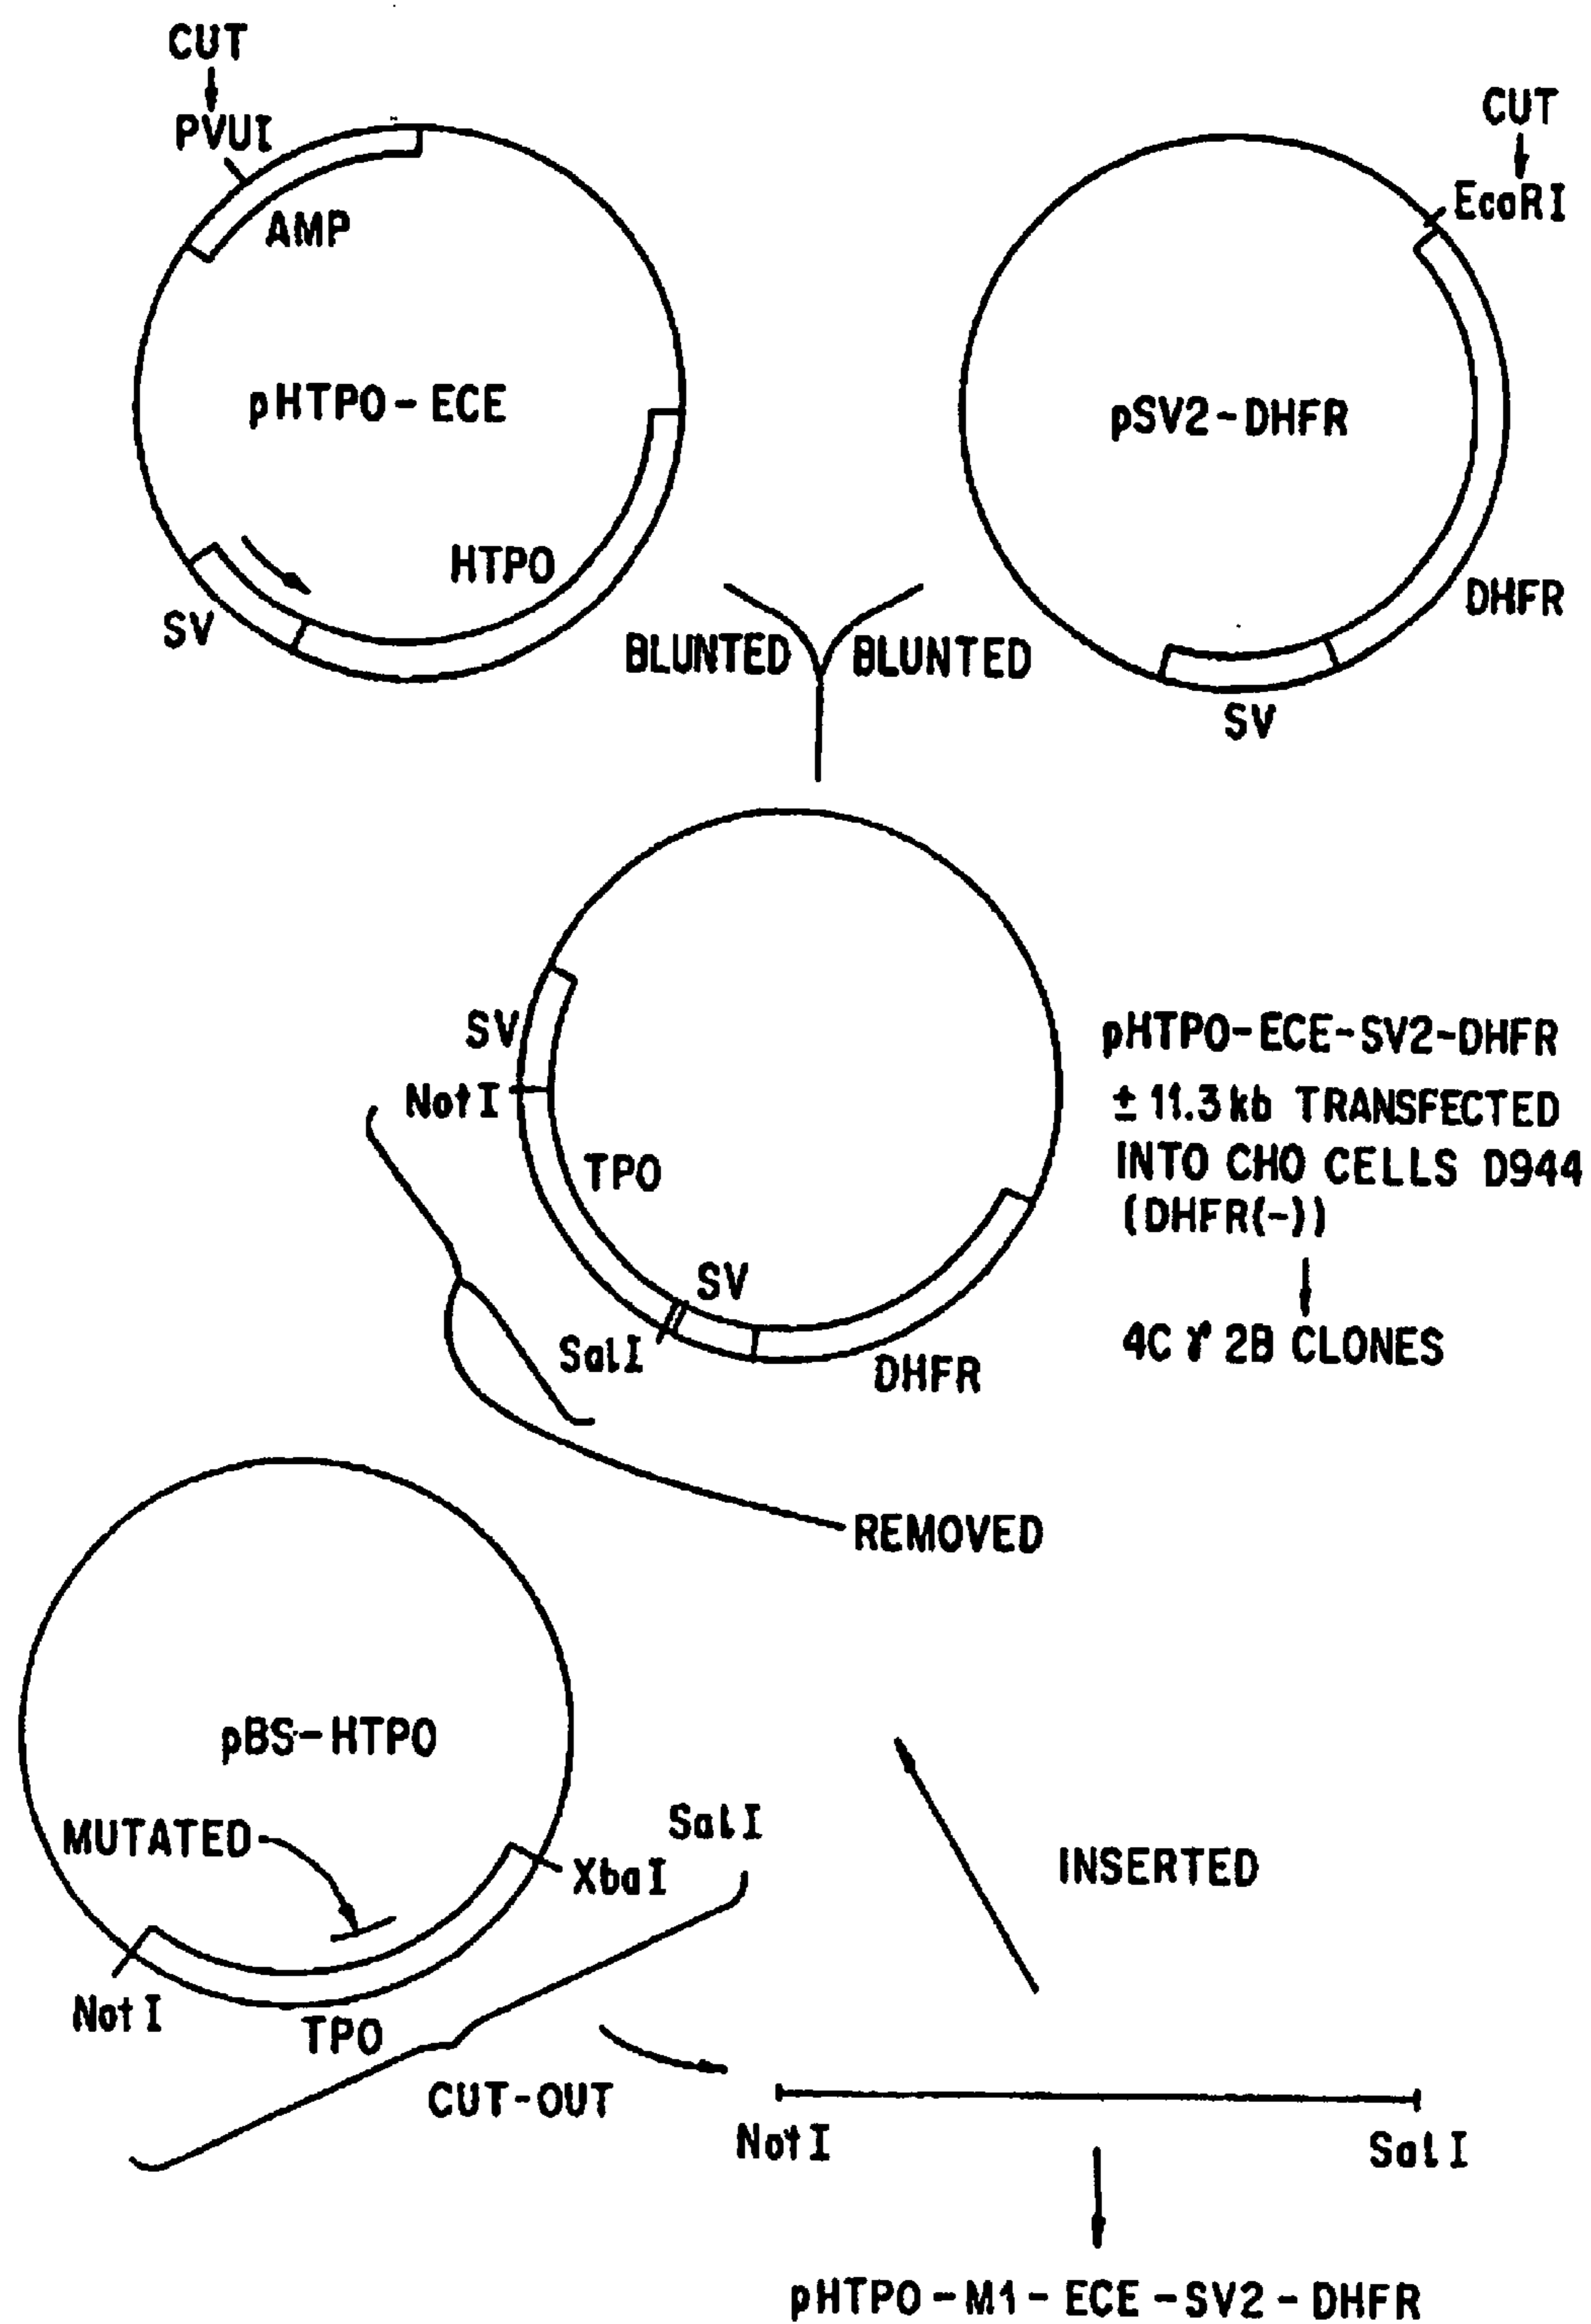 CUT
PVUI
AMP
pHTPO-ECE
HTPO
SV
CUT
EcoRI
pSV2-DHFR
DHFR
SV
BLUNTED
BLUNTED
SV
NotI
TPO
SV
SalI
DHFR
pHTPO-ECE-SV2-DHFR
± 11.3 kb TRANSFECTED
INTO CHO CELLS D944
(DHFR(-))
4C γ 2B CLONES
REMOVED
pBS-HTPO
MUTATED
SalI
XbaI
NotI
TPO
INSERTED
CUT-OUT
NotI
SalI
pHTPO-M1-ECE-SV2-DHFR